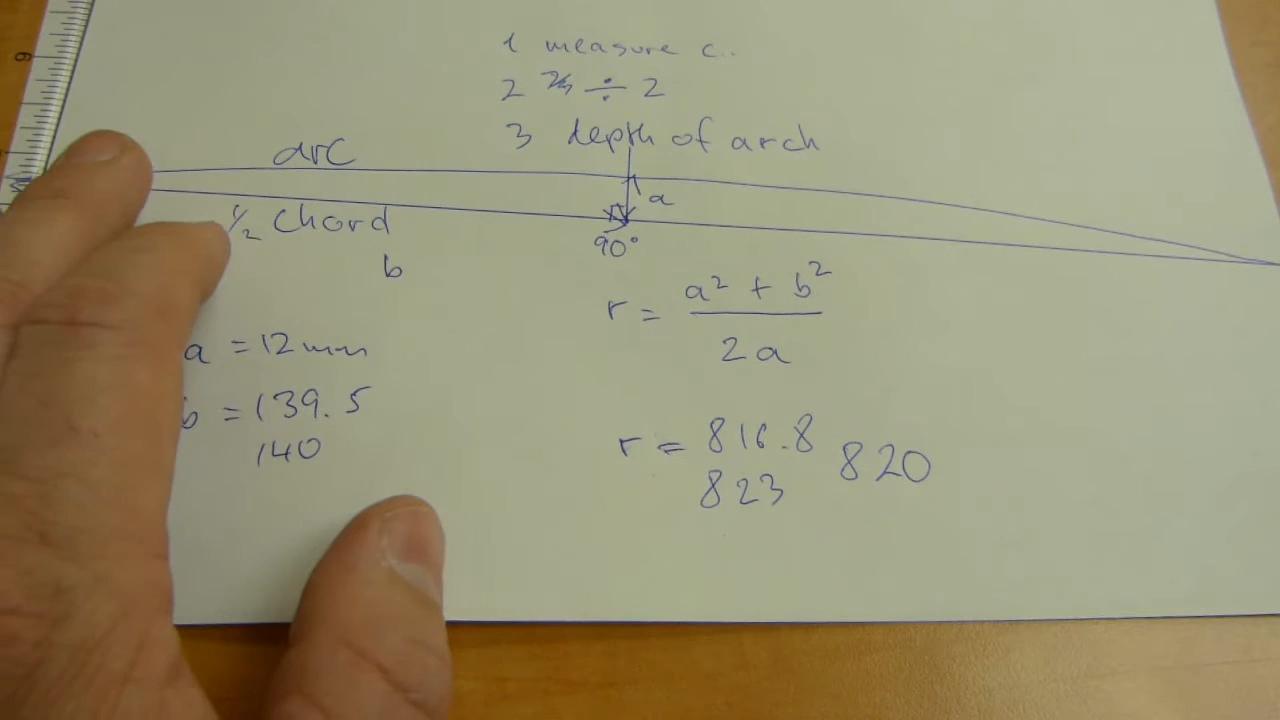 1 measure c..
2 ÷ 2
3 depth of arch
arc
a
1/2 chord
90°
b
r = a² + b² / 2a
a = 12mm
b = 139.5
140
r = 816.8
823
820